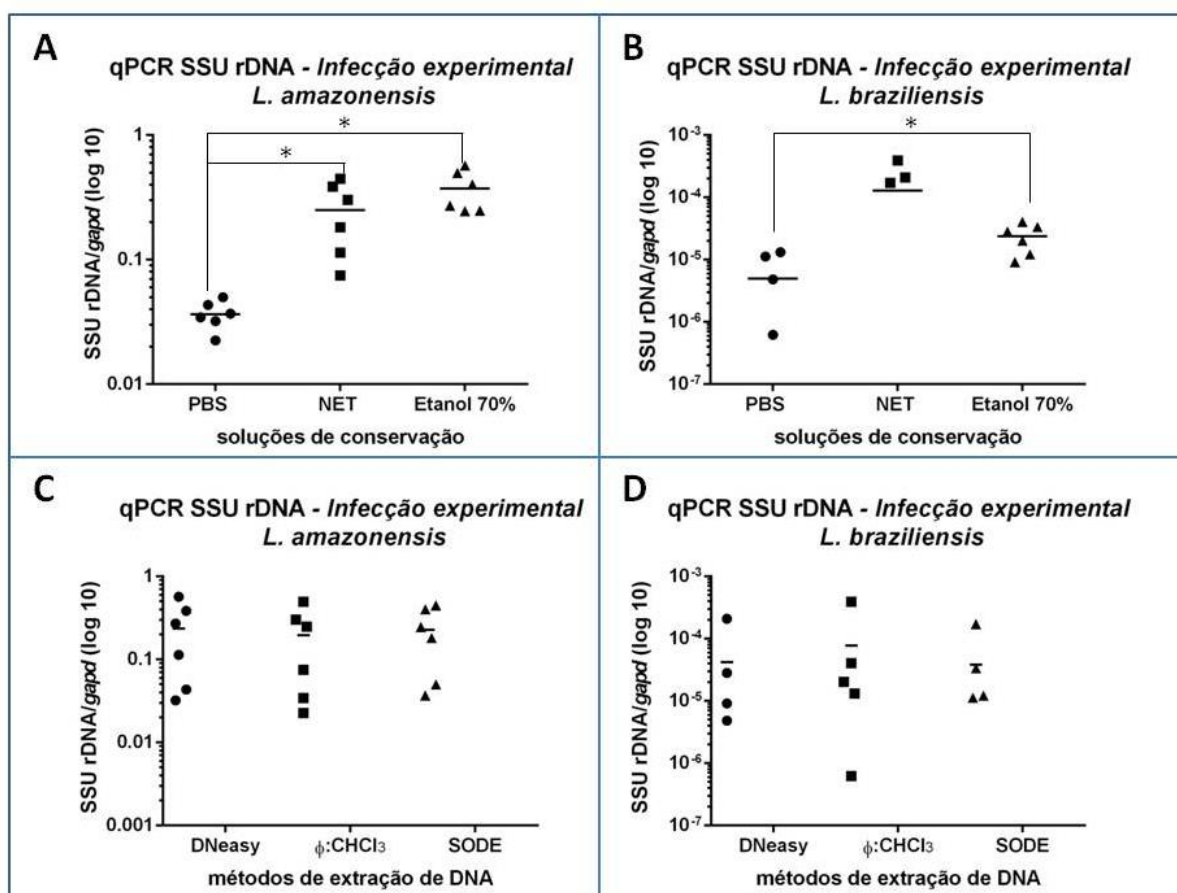 A
qPCR SSU rDNA - Infecção experimental
L. amazonensis
*
*
SSU rDNA/gapd (log 10)
1
0.1
0.01
PBS NET Etanol 70%
soluções de conservação
B
qPCR SSU rDNA - Infecção experimental
L. braziliensis
*
SSU rDNA/gapd (log 10)
10⁻³
10⁻⁴
10⁻⁵
10⁻⁶
10⁻⁷
PBS NET Etanol 70%
soluções de conservação
C
qPCR SSU rDNA - Infecção experimental
L. amazonensis
SSU rDNA/gapd (log 10)
1
0.1
0.01
0.001
DNeasy ϕ:CHCl₃ SODE
métodos de extração de DNA
D
qPCR SSU rDNA - Infecção experimental
L. braziliensis
SSU rDNA/gapd (log 10)
10⁻³
10⁻⁴
10⁻⁵
10⁻⁶
10⁻⁷
DNeasy ϕ:CHCl₃ SODE
métodos de extração de DNA